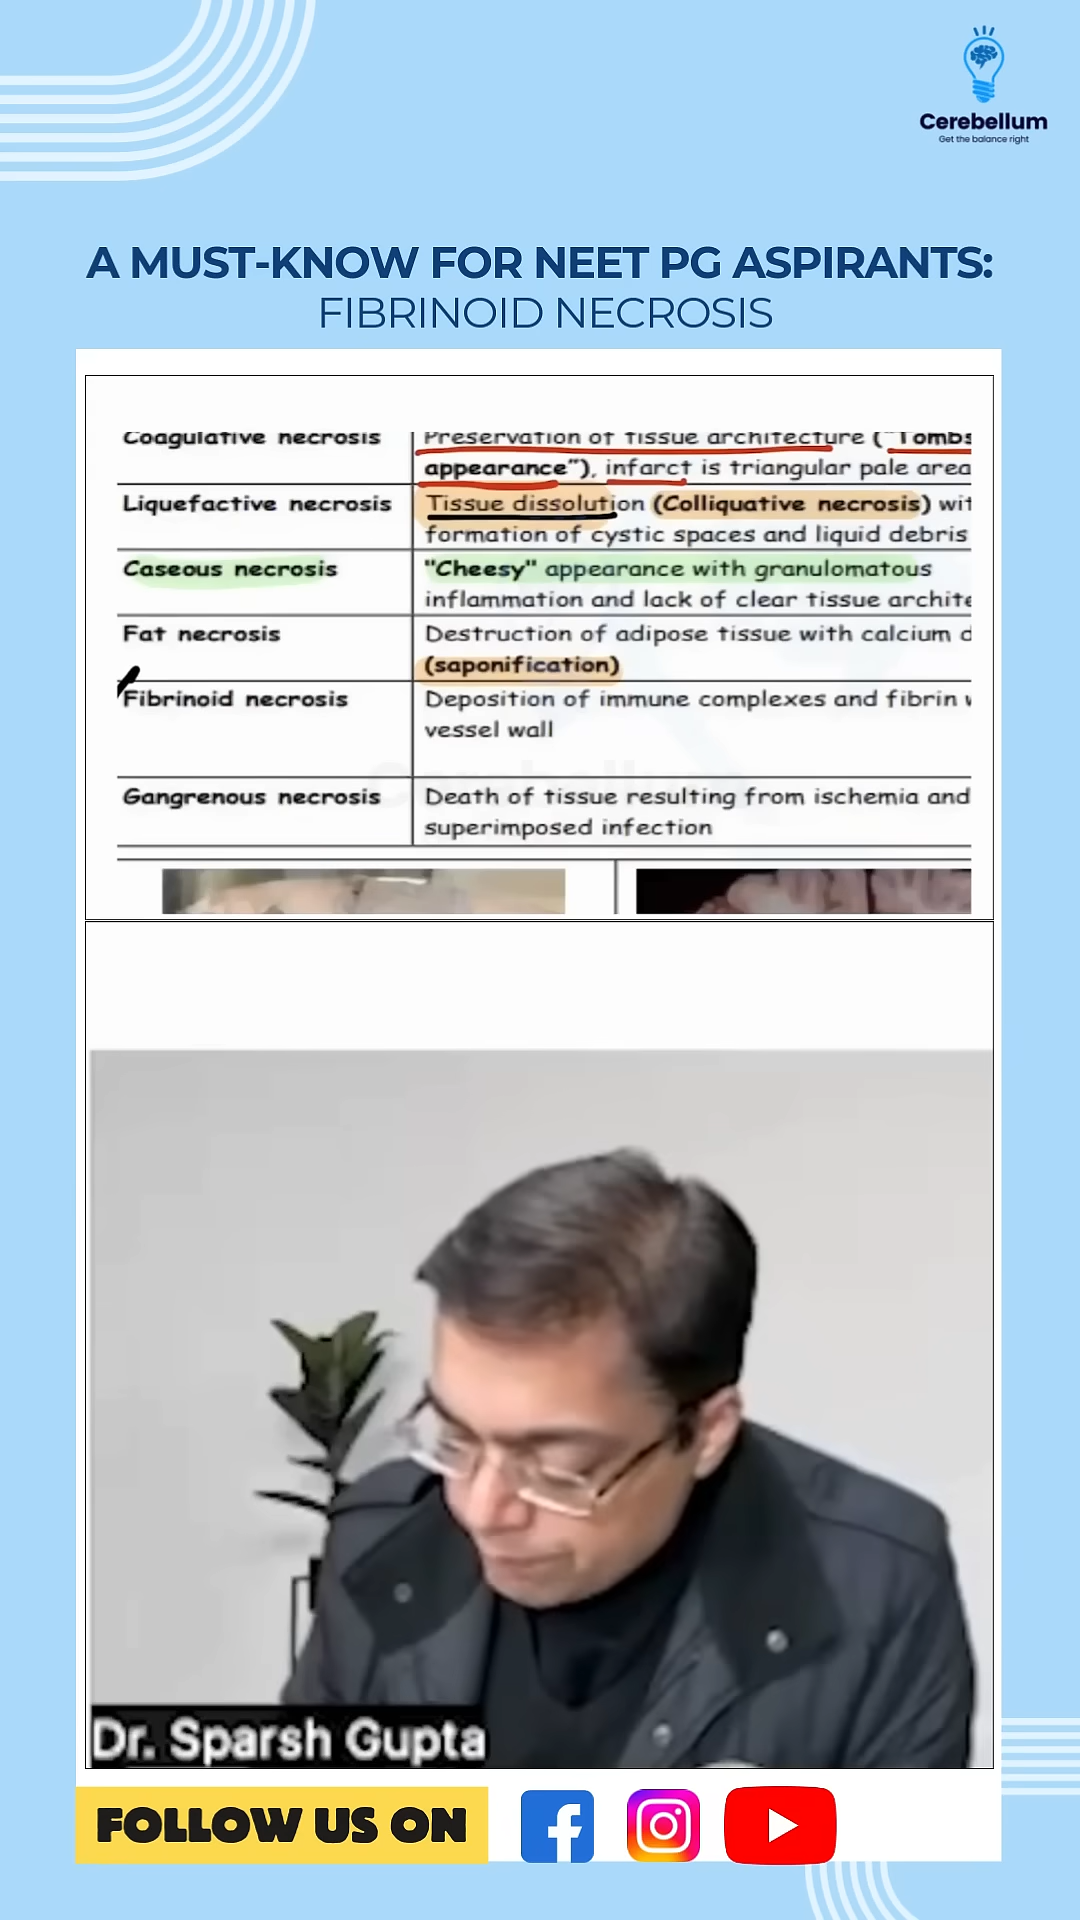 Cerebellum
Get the balance right
A MUST-KNOW FOR NEET PG ASPIRANTS:
FIBRINOID NECROSIS
Coagulative necrosis
Preservation of tissue architecture ("Tombs
appearance"), infarct is triangular pale area
Liquefactive necrosis
Tissue dissolution (Colliquative necrosis) wit
formation of cystic spaces and liquid debris
Caseous necrosis
"Cheesy" appearance with granulomatous
inflammation and lack of clear tissue archite
Fat necrosis
Destruction of adipose tissue with calcium d
(saponification)
Fibrinoid necrosis
Deposition of immune complexes and fibrin
vessel wall
Gangrenous necrosis
Death of tissue resulting from ischemia and
superimposed infection
Cerebellum
Dr. Sparsh Gupta
FOLLOW US ON